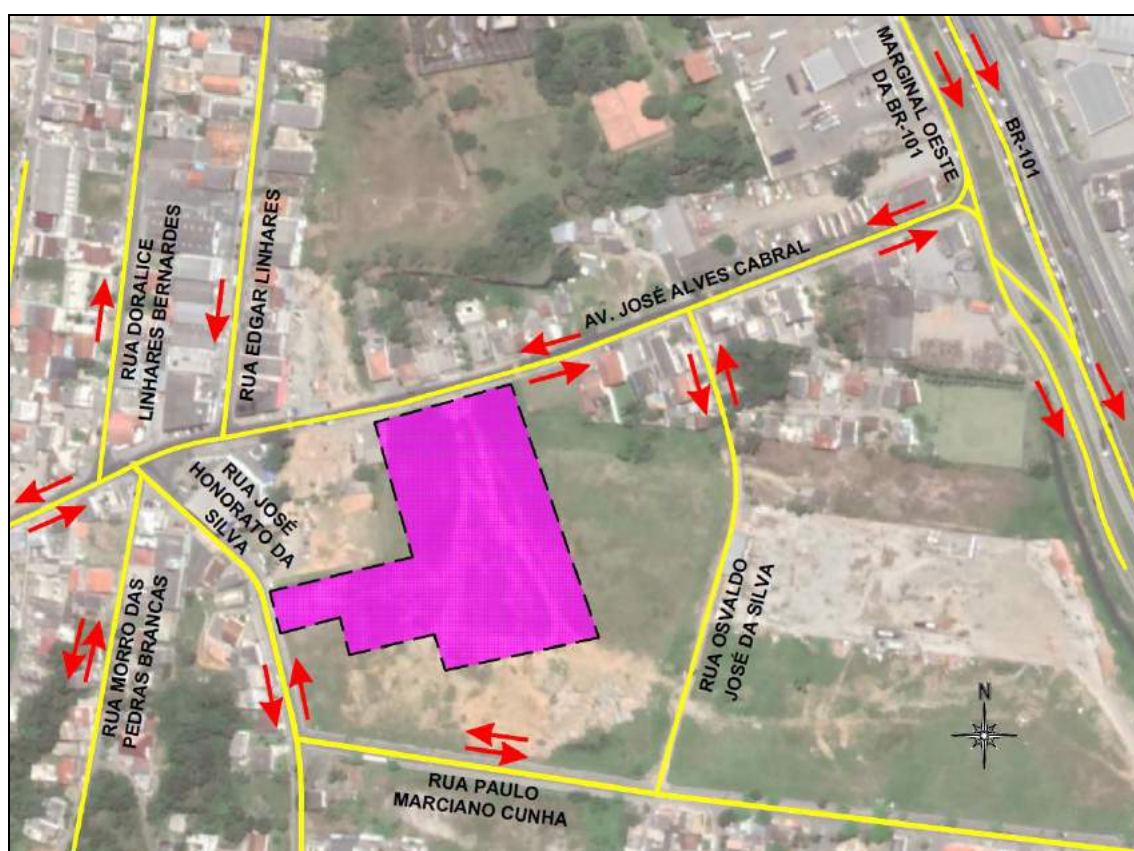 MARGINAL OESTE
DA BR-101
BR-101
RUA DORALICE
LINHARES BERNARDES
RUA EDGAR LINHARES
AV. JOSÉ ALVES CABRAL
RUA JOSÉ
HONORATO DA
SILVA
RUA MORRO DAS
PEDRAS BRANCAS
RUA OSVALDO
JOSÉ DA SILVA
N
RUA PAULO
MARCIANO CUNHA